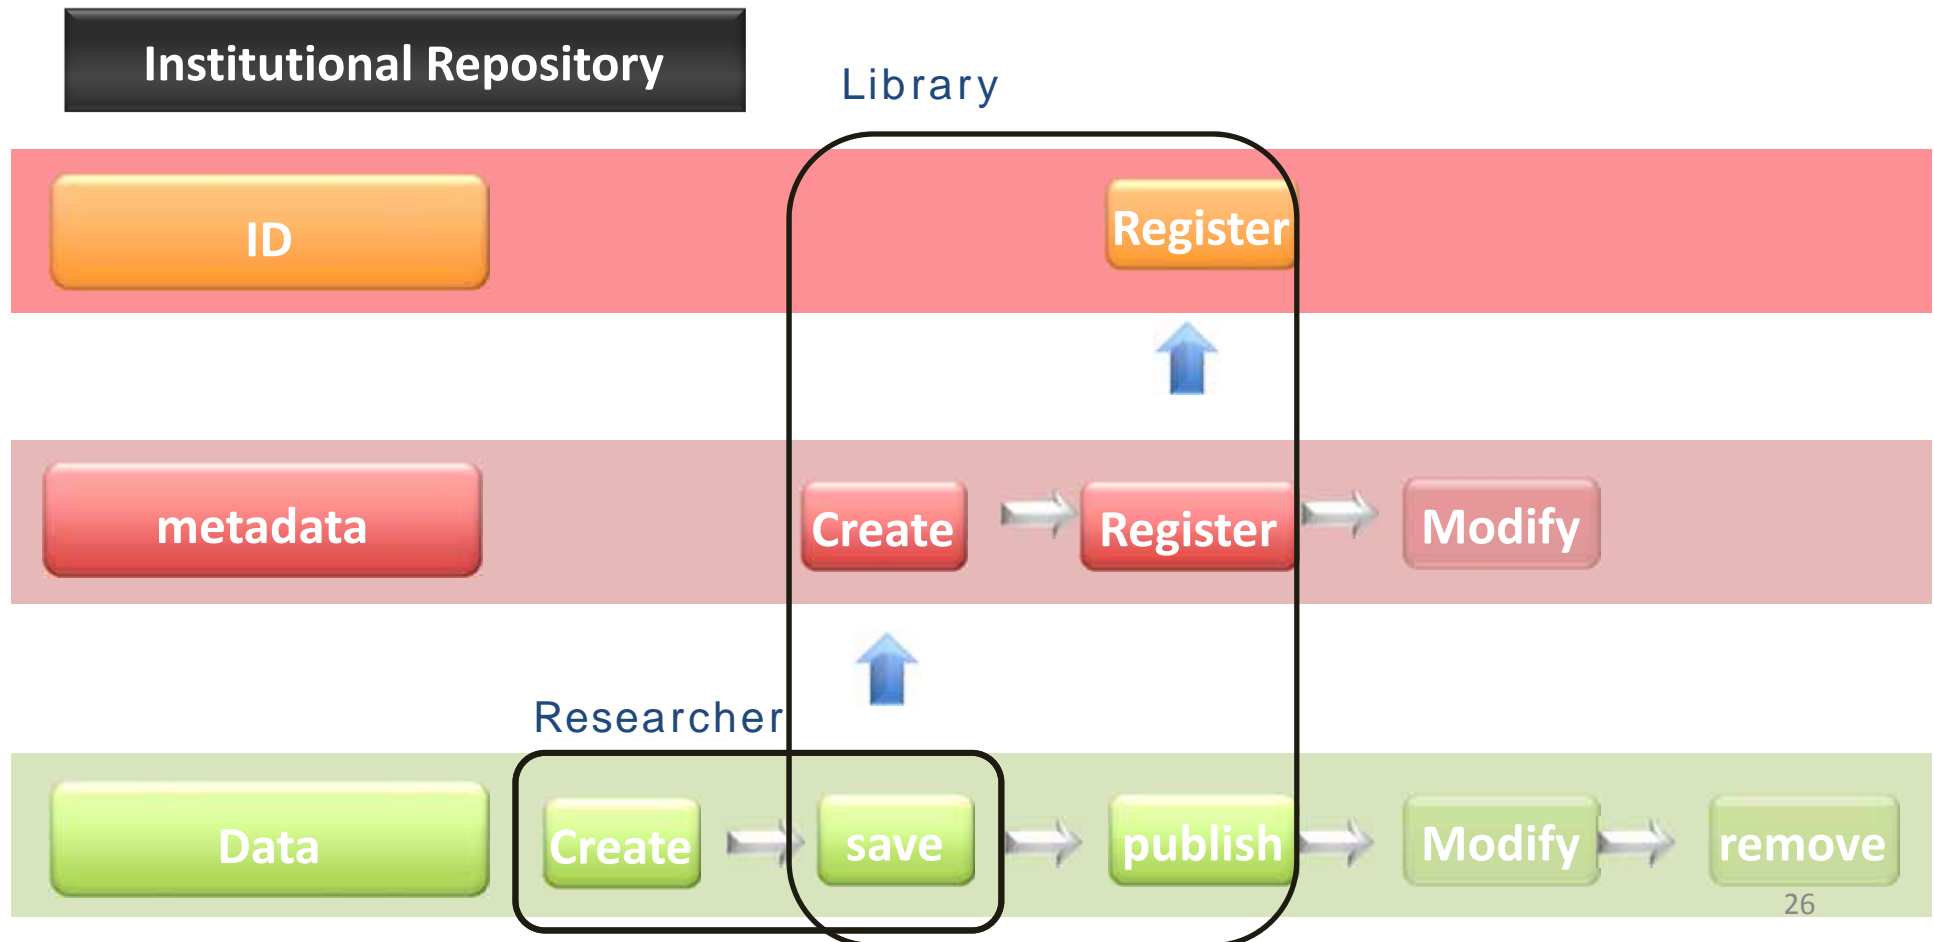 Institutional Repository
Library
ID
Register
metadata
Create
Register
Modify
Researcher
Data
Create
save
publish
Modify
remove
26